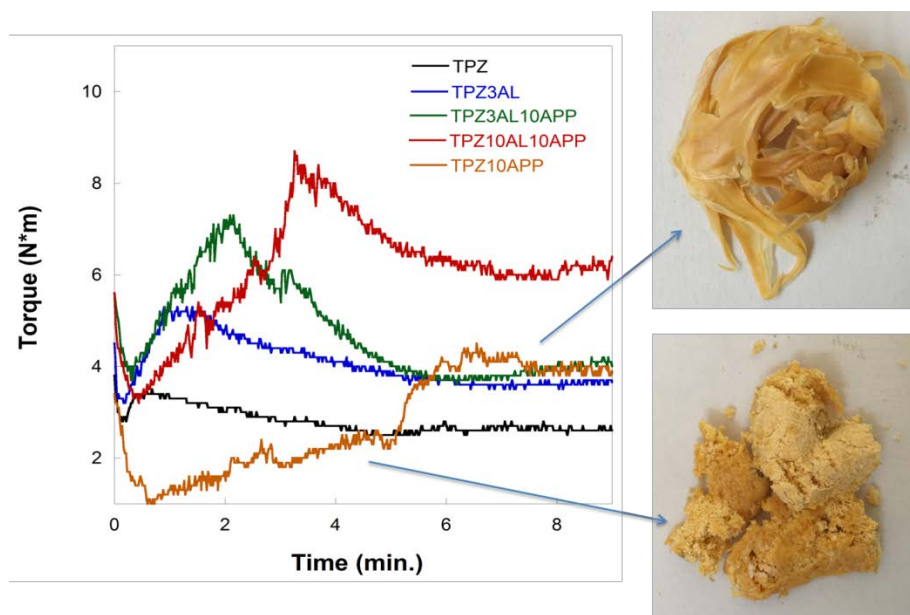 10
8
6
4
2
Torque (N*m)
TPZ
TPZ3AL
TPZ3AL10APP
TPZ10AL10APP
TPZ10APP
0 2 4 6 8
Time (min.)